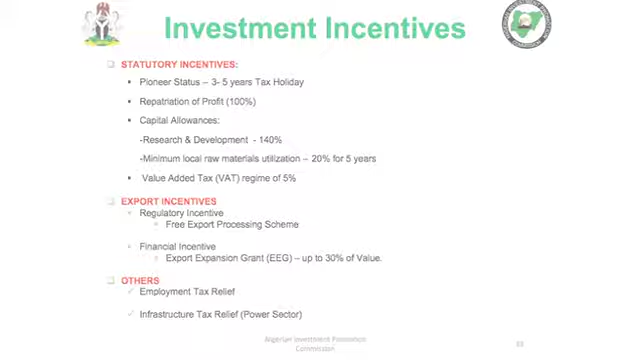 Investment Incentives
STATUTORY INCENTIVES:
Pioneer Status – 3- 5 years Tax Holiday
Repatriation of Profit (100%)
Capital Allowances:
-Research & Development - 140%
-Minimum local raw materials utilization – 20% for 5 years
Value Added Tax (VAT) regime of 5%
EXPORT INCENTIVES
Regulatory Incentive
Free Export Processing Scheme
Financial Incentive
Export Expansion Grant (EEG) – up to 30% of Value.
OTHERS
Employment Tax Relief
Infrastructure Tax Relief (Power Sector)
Nigerian Investment Promotion
Commission